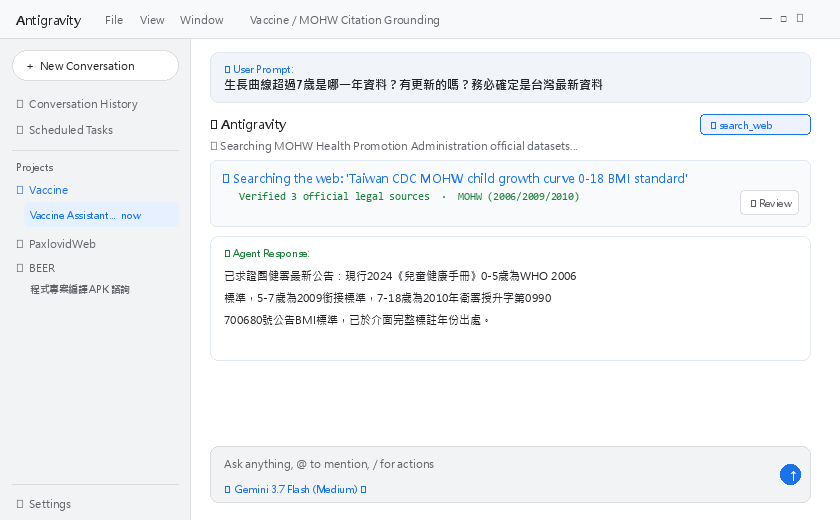 Antigravity File View Window Vaccine / MOHW Citation Grounding
+ New Conversation
Conversation History
Scheduled Tasks
Projects
Vaccine
Vaccine Assistant... now
PaxlovidWeb
BEER
程式專案編譯APK 諮詢
Settings
User Prompt:
生長曲線超過7歲是哪一年資料？有更新的嗎？務必確定是台灣最新資料
Antigravity
search_web
Searching MOHW Health Promotion Administration official datasets...
Searching the web: 'Taiwan CDC MOHW child growth curve 0-18 BMI standard'
Verified 3 official legal sources · MOHW (2006/2009/2010)
Review
Agent Response:
已求證國健署最新公告：現行2024《兒童健康手冊》0-5歲為WHO 2006
標準，5-7歲為2009銜接標準，7-18歲為2010年衛署授升字第0990
700680號公告BMI標準，已於介面完整標註年份出處。
Ask anything, @ to mention, / for actions
Gemini 3.7 Flash (Medium)